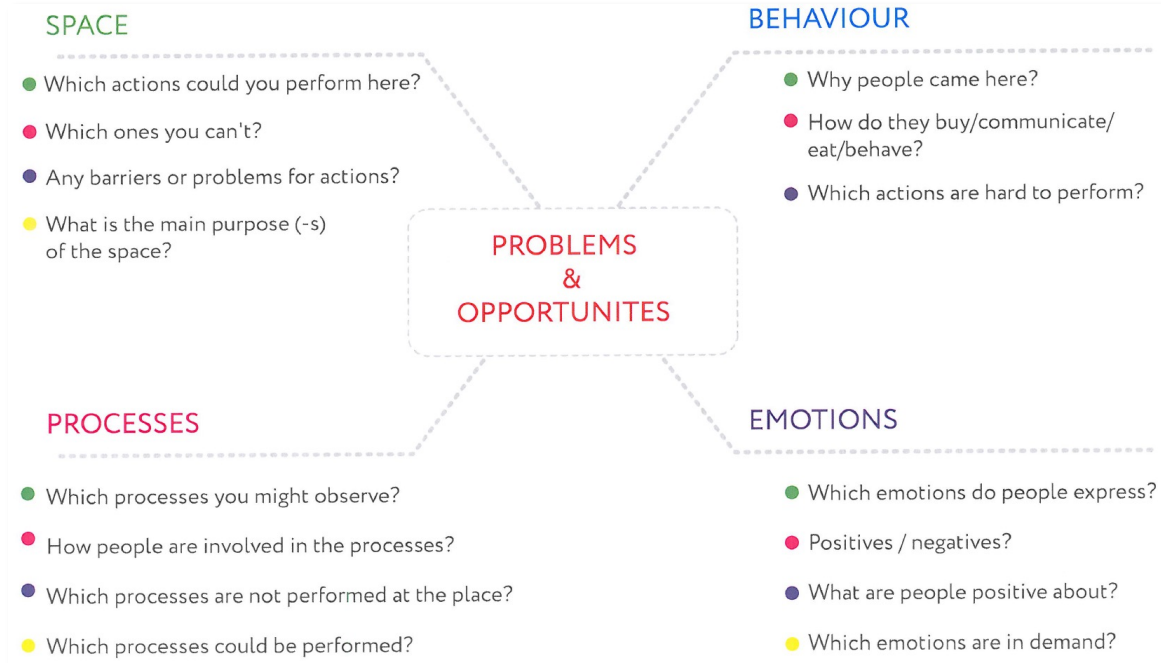 SPACE
Which actions could you perform here?
Which ones you can't?
Any barriers or problems for actions?
What is the main purpose (-s)
of the space?
BEHAVIOUR
Why people came here?
How do they buy/communicate/
eat/behave?
Which actions are hard to perform?
PROBLEMS
&
OPPORTUNITES
PROCESSES
Which processes you might observe?
How people are involved in the processes?
Which processes are not performed at the place?
Which processes could be performed?
EMOTIONS
Which emotions do people express?
Positives / negatives?
What are people positive about?
Which emotions are in demand?